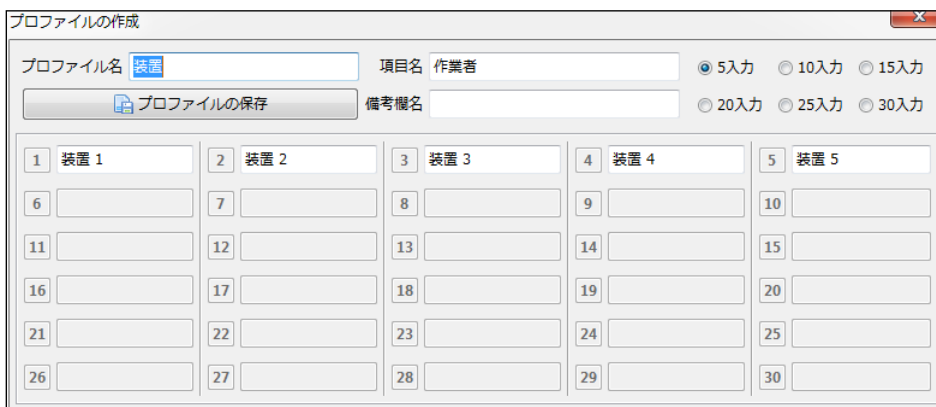 プロファイルの作成
プロファイル名 装置 項目名 作業者 5入力 10入力 15入力
プロファイルの保存 備考欄名 20入力 25入力 30入力
1 装置 1 2 装置 2 3 装置 3 4 装置 4 5 装置 5
6 7 8 9 10
11 12 13 14 15
16 17 18 19 20
21 22 23 24 25
26 27 28 29 30